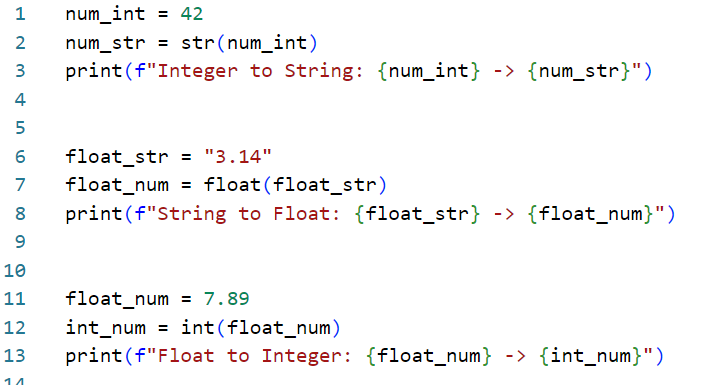 1 num_int = 42
2 num_str = str(num_int)
3 print(f"Integer to String: {num_int} -> {num_str}")
4
5
6 float_str = "3.14"
7 float_num = float(float_str)
8 print(f"String to Float: {float_str} -> {float_num}")
9
10
11 float_num = 7.89
12 int_num = int(float_num)
13 print(f"Float to Integer: {float_num} -> {int_num}")
14